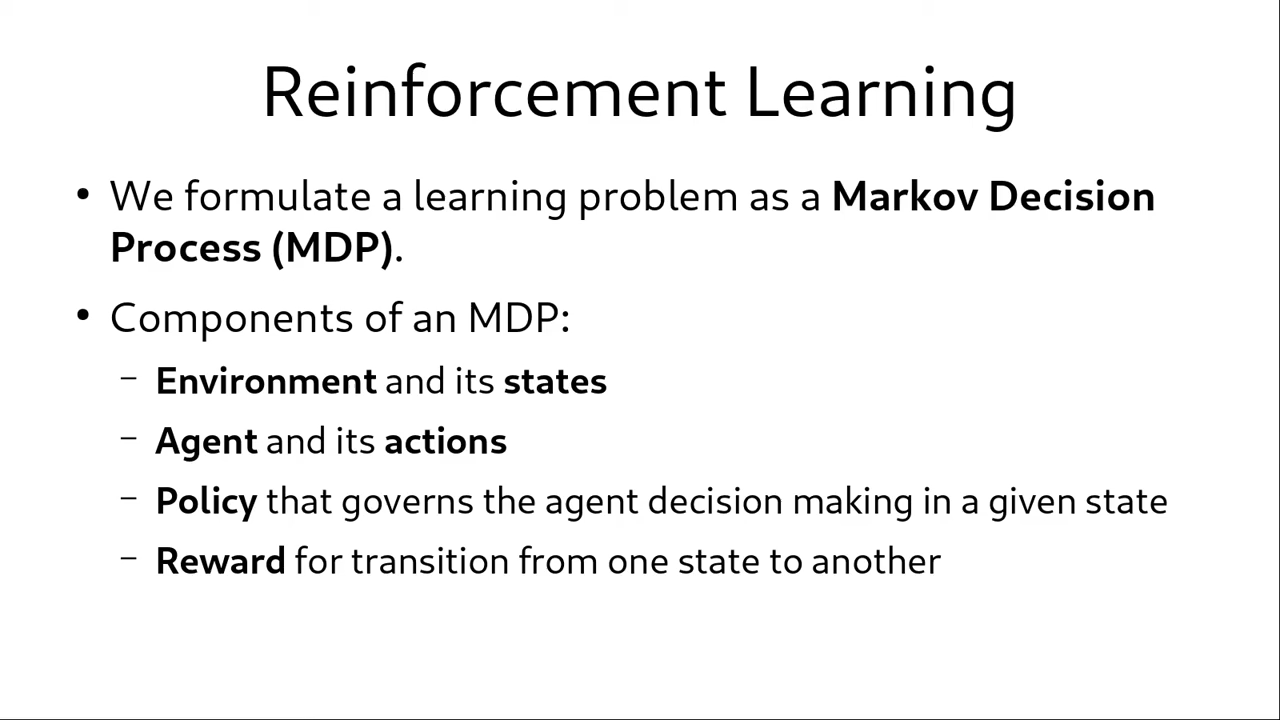 Reinforcement Learning
• We formulate a learning problem as a Markov Decision
Process (MDP).
• Components of an MDP:
– Environment and its states
– Agent and its actions
– Policy that governs the agent decision making in a given state
– Reward for transition from one state to another